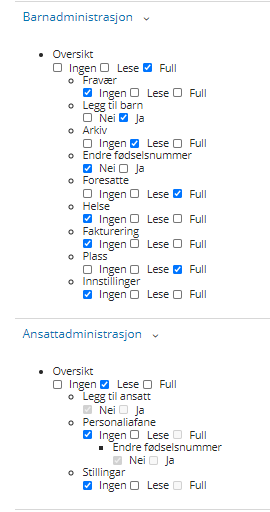 Barnadministrasjon
Oversikt
Ingen Lese Full
Fravær
Ingen Lese Full
Legg til barn
Nei Ja
Arkiv
Ingen Lese Full
Endre fødselsnummer
Nei Ja
Foresatte
Ingen Lese Full
Helse
Ingen Lese Full
Fakturering
Ingen Lese Full
Plass
Ingen Lese Full
Innstillinger
Ingen Lese Full
Ansattadministrasjon
Oversikt
Ingen Lese Full
Legg til ansatt
Nei Ja
Personaliafane
Ingen Lese Full
Endre fødselsnummer
Nei Ja
Stillingar
Ingen Lese Full